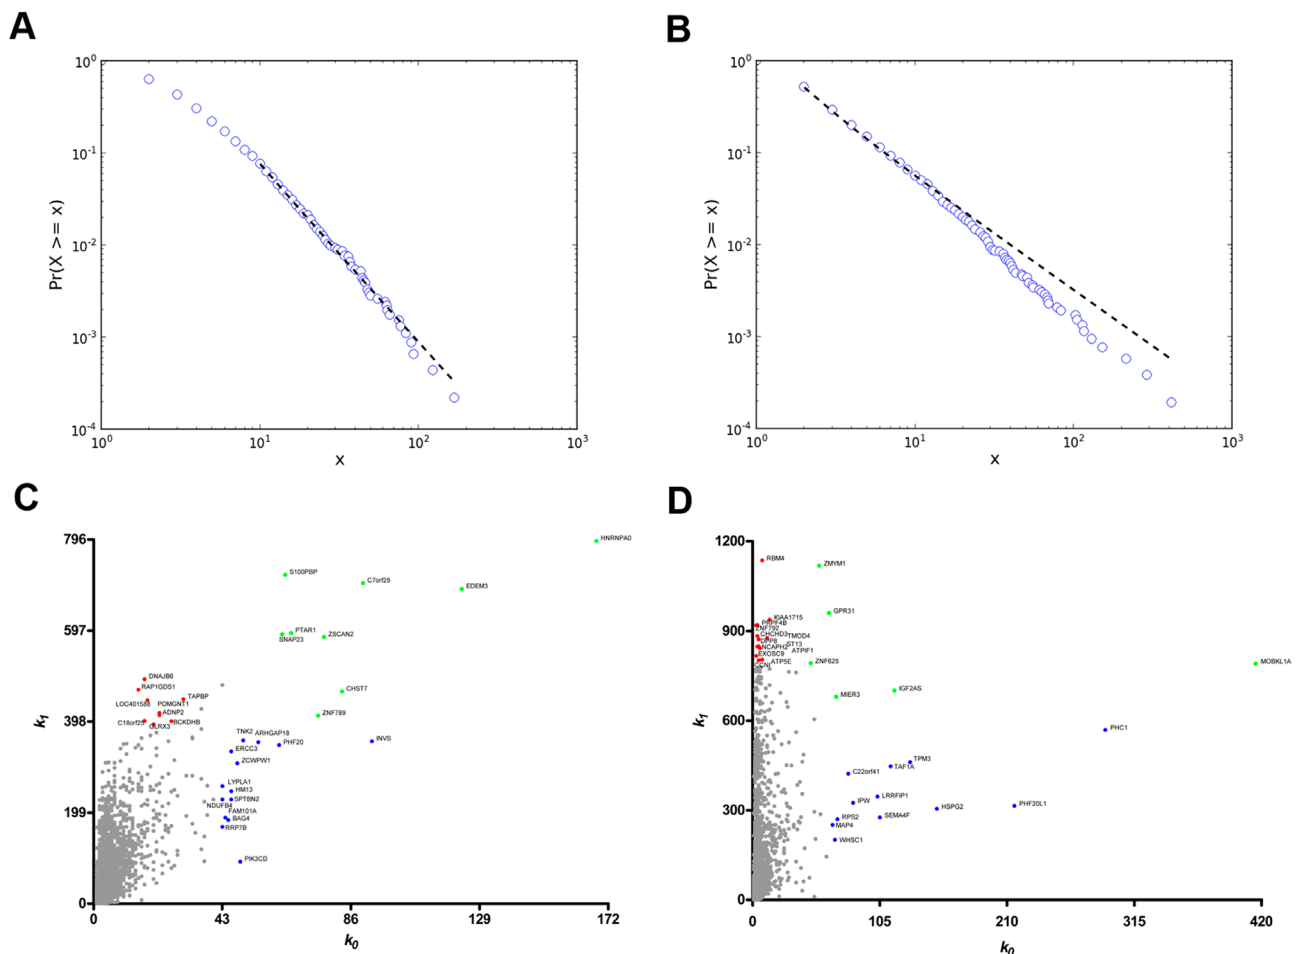 A
B
10^0
10^-1
10^-2
10^-3
10^-4
Pr(X >= x)
10^0
10^1
10^2
10^3
x
10^0
10^-1
10^-2
10^-3
10^-4
Pr(X >= x)
10^0
10^1
10^2
10^3
x
C
D
796
597
398
199
0
k1
0
43
86
129
172
k0
HNRNPA0
S100PBP
C7orf25
EDEM3
PTAR1
SNAP23
ZSCAN2
CHST7
ZNF789
DNAJB6
RAP1GDS1
TAPBP
LOC401588
POMGNT1
ADNP2
C18orf25
GLRX3
BCKDHB
TNK2
ARHGAP18
PHF20
INVS
ERCC3
ZCWPW1
LYPLA1
HM13
SPTBN2
NDUFB4
FAM101A
BAG4
RRP7B
PIK3CD
1200
900
600
300
0
k1
0
105
210
315
420
k0
RBM4
ZMYM1
GPR31
KIAA1715
PRPF4B
ZNF792
CHCHD3
TMOD4
DPP8
ST13
NCAPH2
ATPIF1
EXOSC9
ATP5E
CCNI
ZNF625
MOBKL1A
MIER3
IGF2AS
PHC1
TPM3
TAF1A
C22orf41
LRRFIP1
IPW
HSPG2
PHF20L1
RPS2
SEMA4F
MAP4
WHSC1